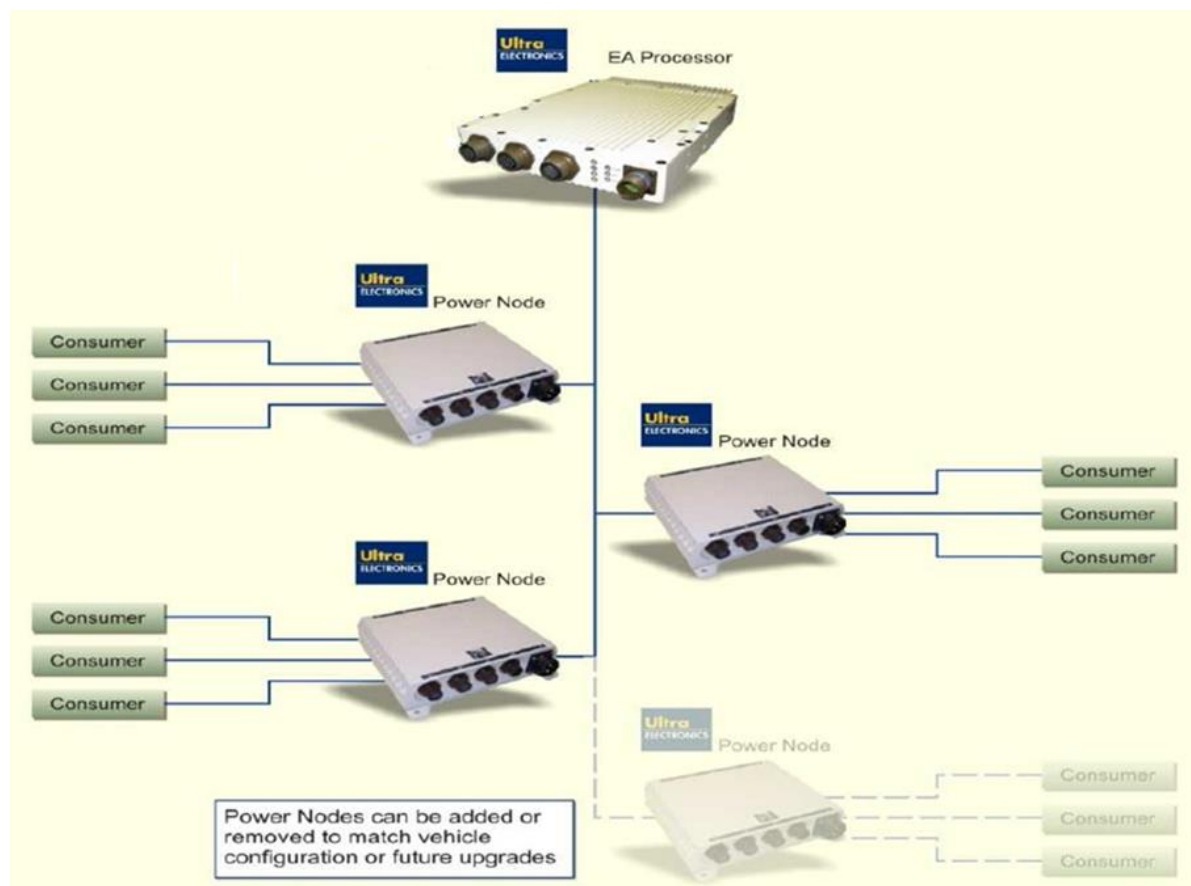 Ultra
ELECTRONICS
EA Processor
Ultra
ELECTRONICS
Power Node
Consumer
Consumer
Consumer
Ultra
ELECTRONICS
Power Node
Consumer
Consumer
Consumer
Ultra
ELECTRONICS
Power Node
Consumer
Consumer
Consumer
Ultra
ELECTRONICS
Power Node
Consumer
Consumer
Consumer
Power Nodes can be added or
removed to match vehicle
configuration or future upgrades